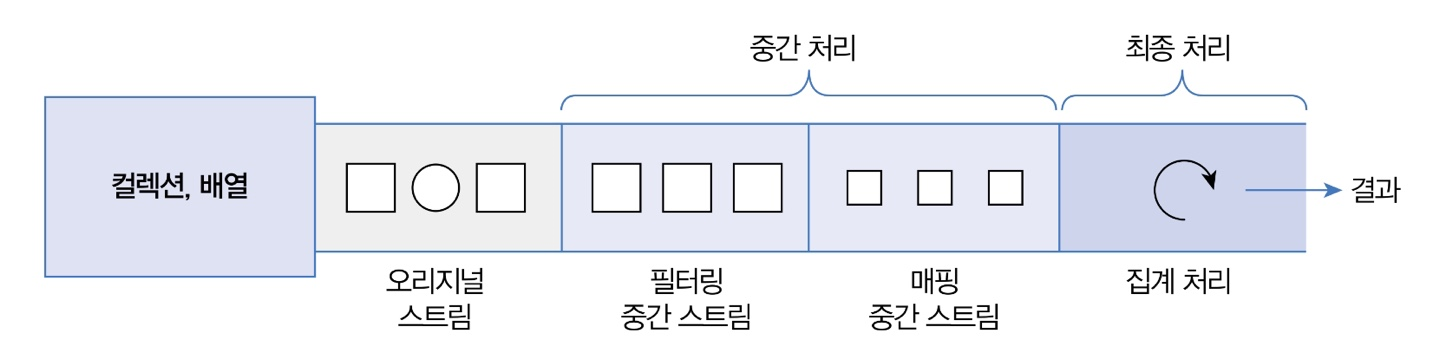 중간 처리
최종 처리
컬렉션, 배열
결과
오리지널
스트림
필터링
중간 스트림
매핑
중간 스트림
집계 처리